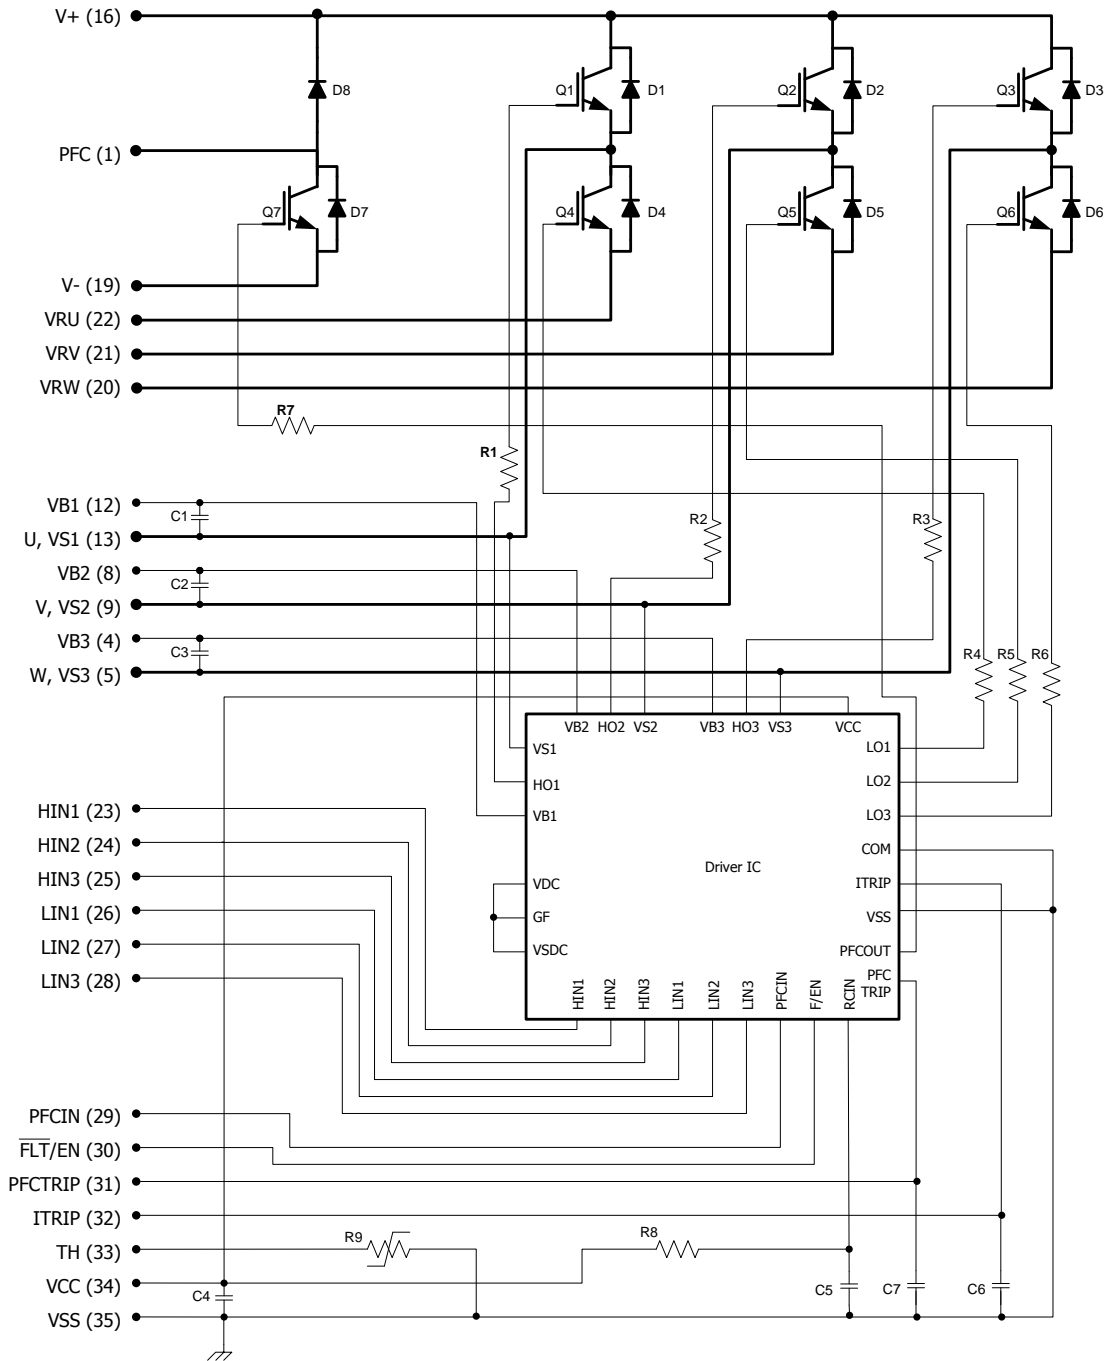 V+ (16)
D8
Q1
D1
Q2
D2
Q3
D3
PFC (1)
Q7
D7
Q4
D4
Q5
D5
Q6
D6
V- (19)
VRU (22)
VRV (21)
VRW (20)
R7
R1
VB1 (12)
C1
R2
R3
U, VS1 (13)
VB2 (8)
C2
V, VS2 (9)
VB3 (4)
C3
R4
R5
R6
W, VS3 (5)
VB2
HO2
VS2
VB3
HO3
VS3
VCC
VS1
LO1
HO1
LO2
HIN1 (23)
VB1
LO3
HIN2 (24)
COM
HIN3 (25)
Driver IC
VDC
ITRIP
LIN1 (26)
GF
VSS
LIN2 (27)
VSDC
PFCOUT
LIN3 (28)
PFC
TRIP
HIN1
HIN2
HIN3
LIN1
LIN2
LIN3
PFCIN
F/EN
RCIN
PFCIN (29)
FLT/EN (30)
PFCTRIP (31)
ITRIP (32)
R9
R8
TH (33)
VCC (34)
C4
C5
C7
C6
VSS (35)